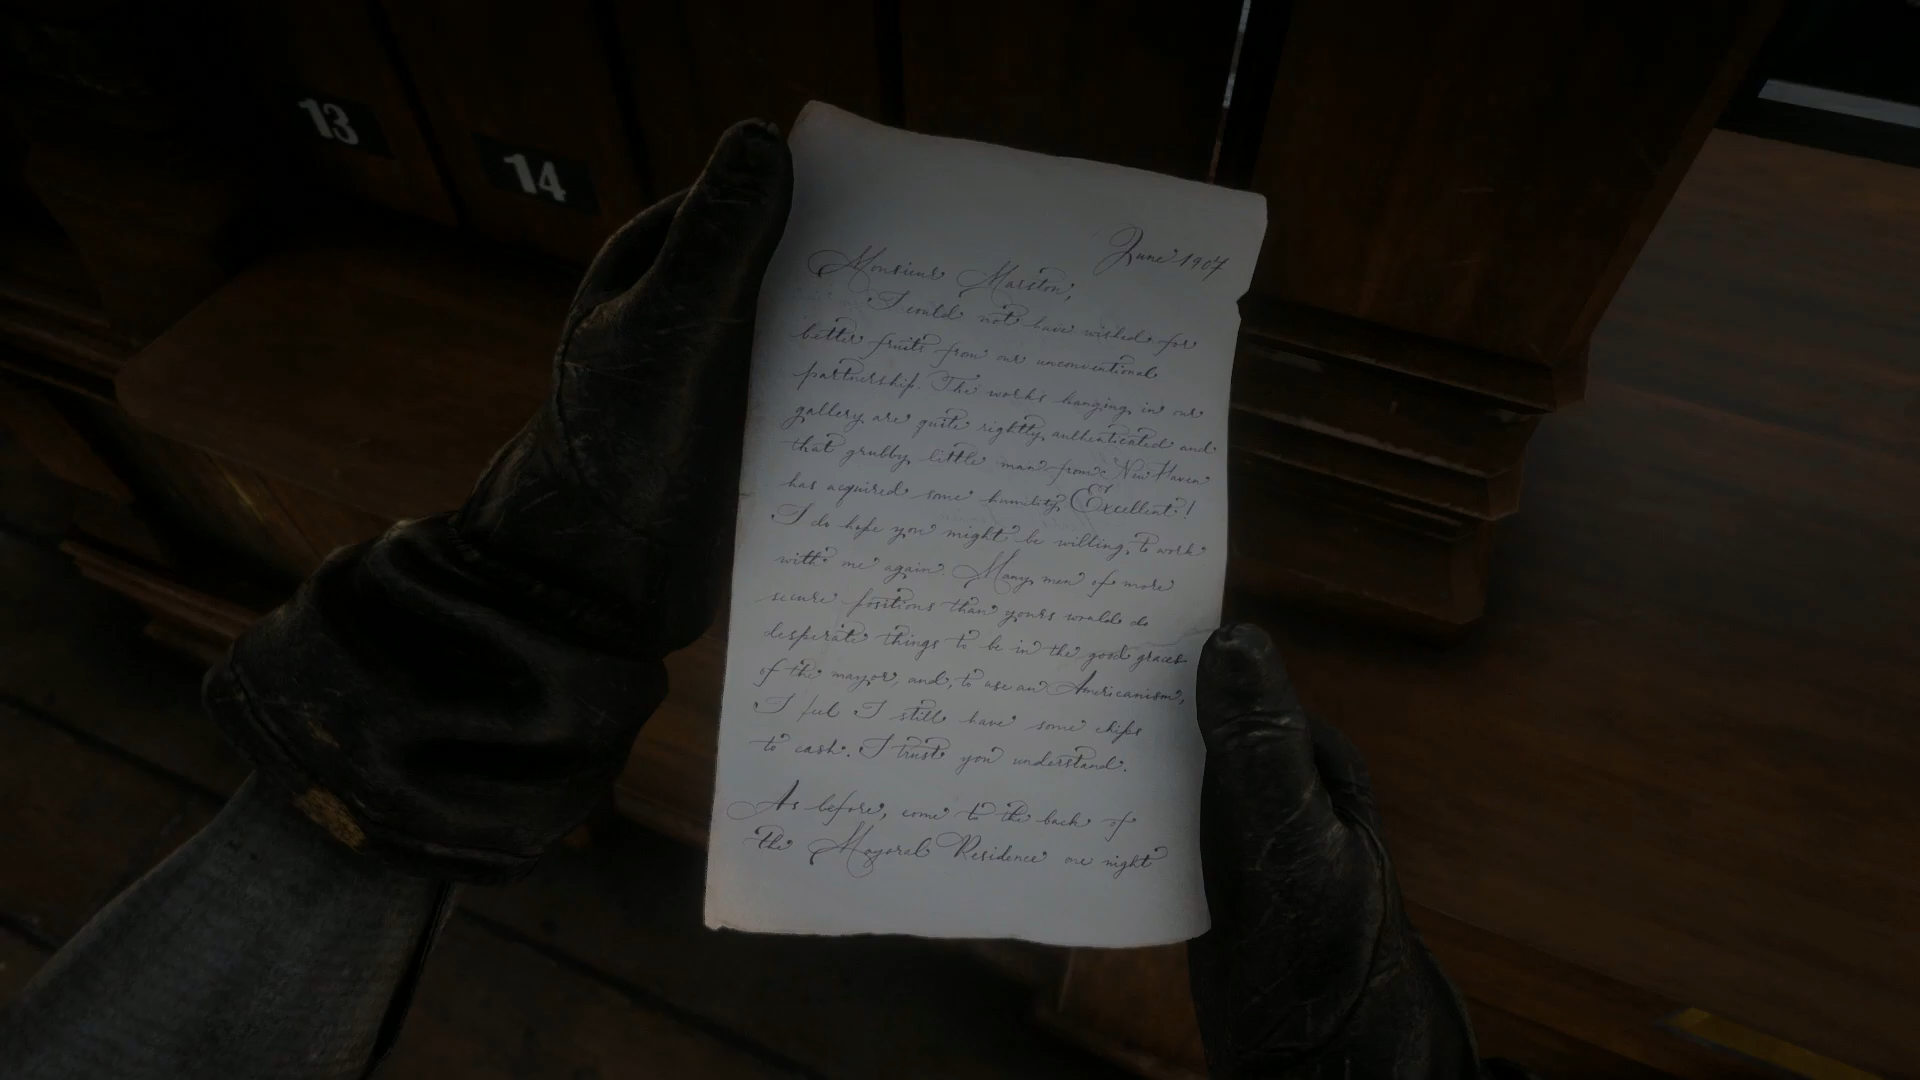 13
14
June 1907
Monsieur Marston,
I could not have wished for
better fruits from our unconventional
partnership. The works hanging in our
gallery are quite rightly authenticated and
that grubby little man from New Haven
has acquired some humility. Excellent!
I do hope you might be willing to work
with me again. Many men of more
secure positions than yours would do
desperate things to be in the good graces
of the mayor, and, to use an Americanism,
I feel I still have some chips
to cash. I trust you understand.
As before, come to the back of
the Mayoral Residence one night